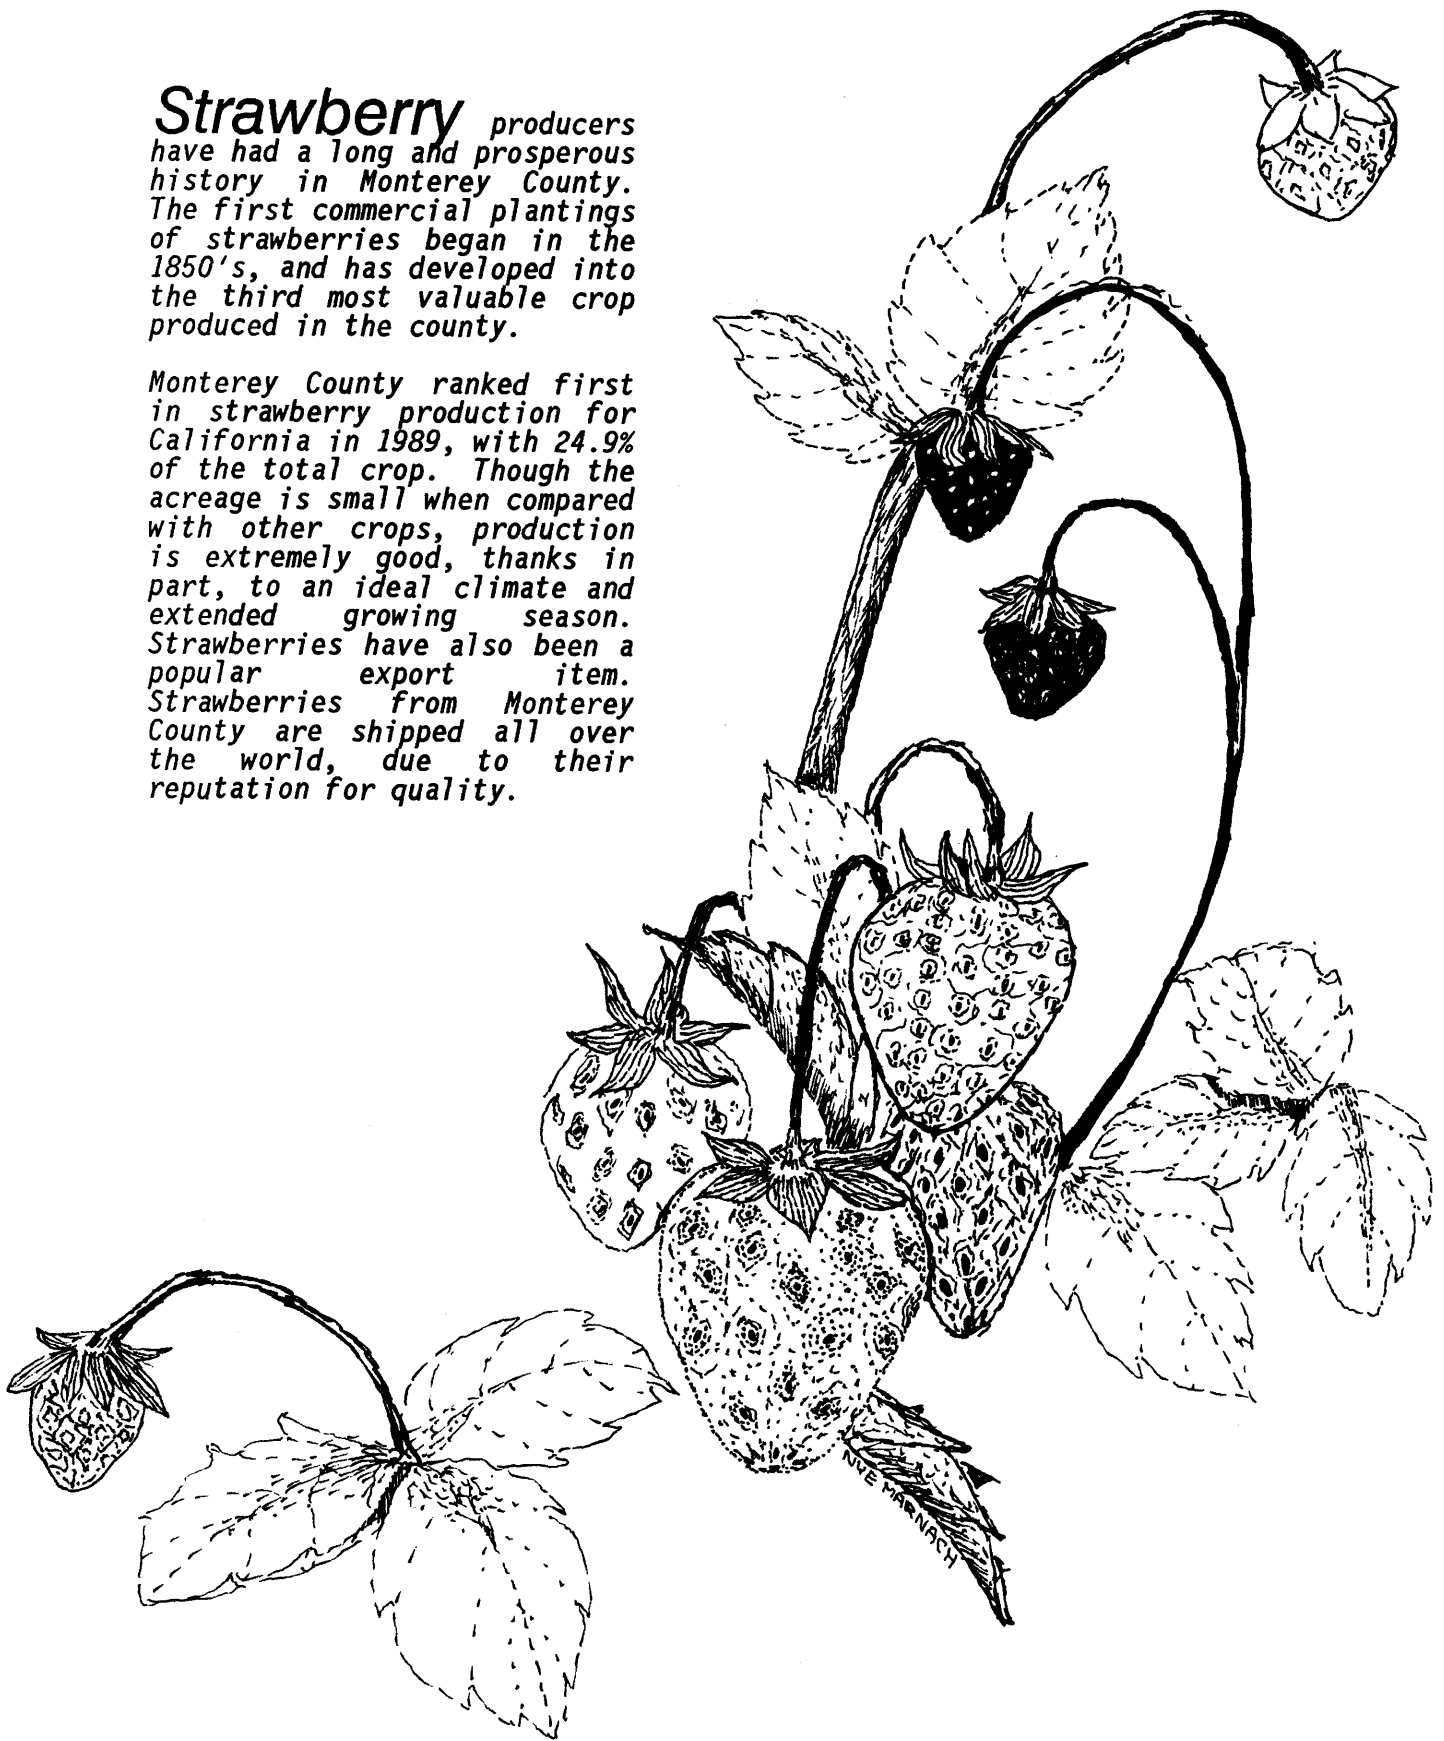 Strawberry producers
have had a long and prosperous
history in Monterey County.
The first commercial plantings
of strawberries began in the
1850's, and has developed into
the third most valuable crop
produced in the county.
Monterey County ranked first
in strawberry production for
California in 1989, with 24.9%
of the total crop. Though the
acreage is small when compared
with other crops, production
is extremely good, thanks in
part, to an ideal climate and
extended growing season.
Strawberries have also been a
popular export item.
Strawberries from Monterey
County are shipped all over
the world, due to their
reputation for quality.
NYE MARNACH